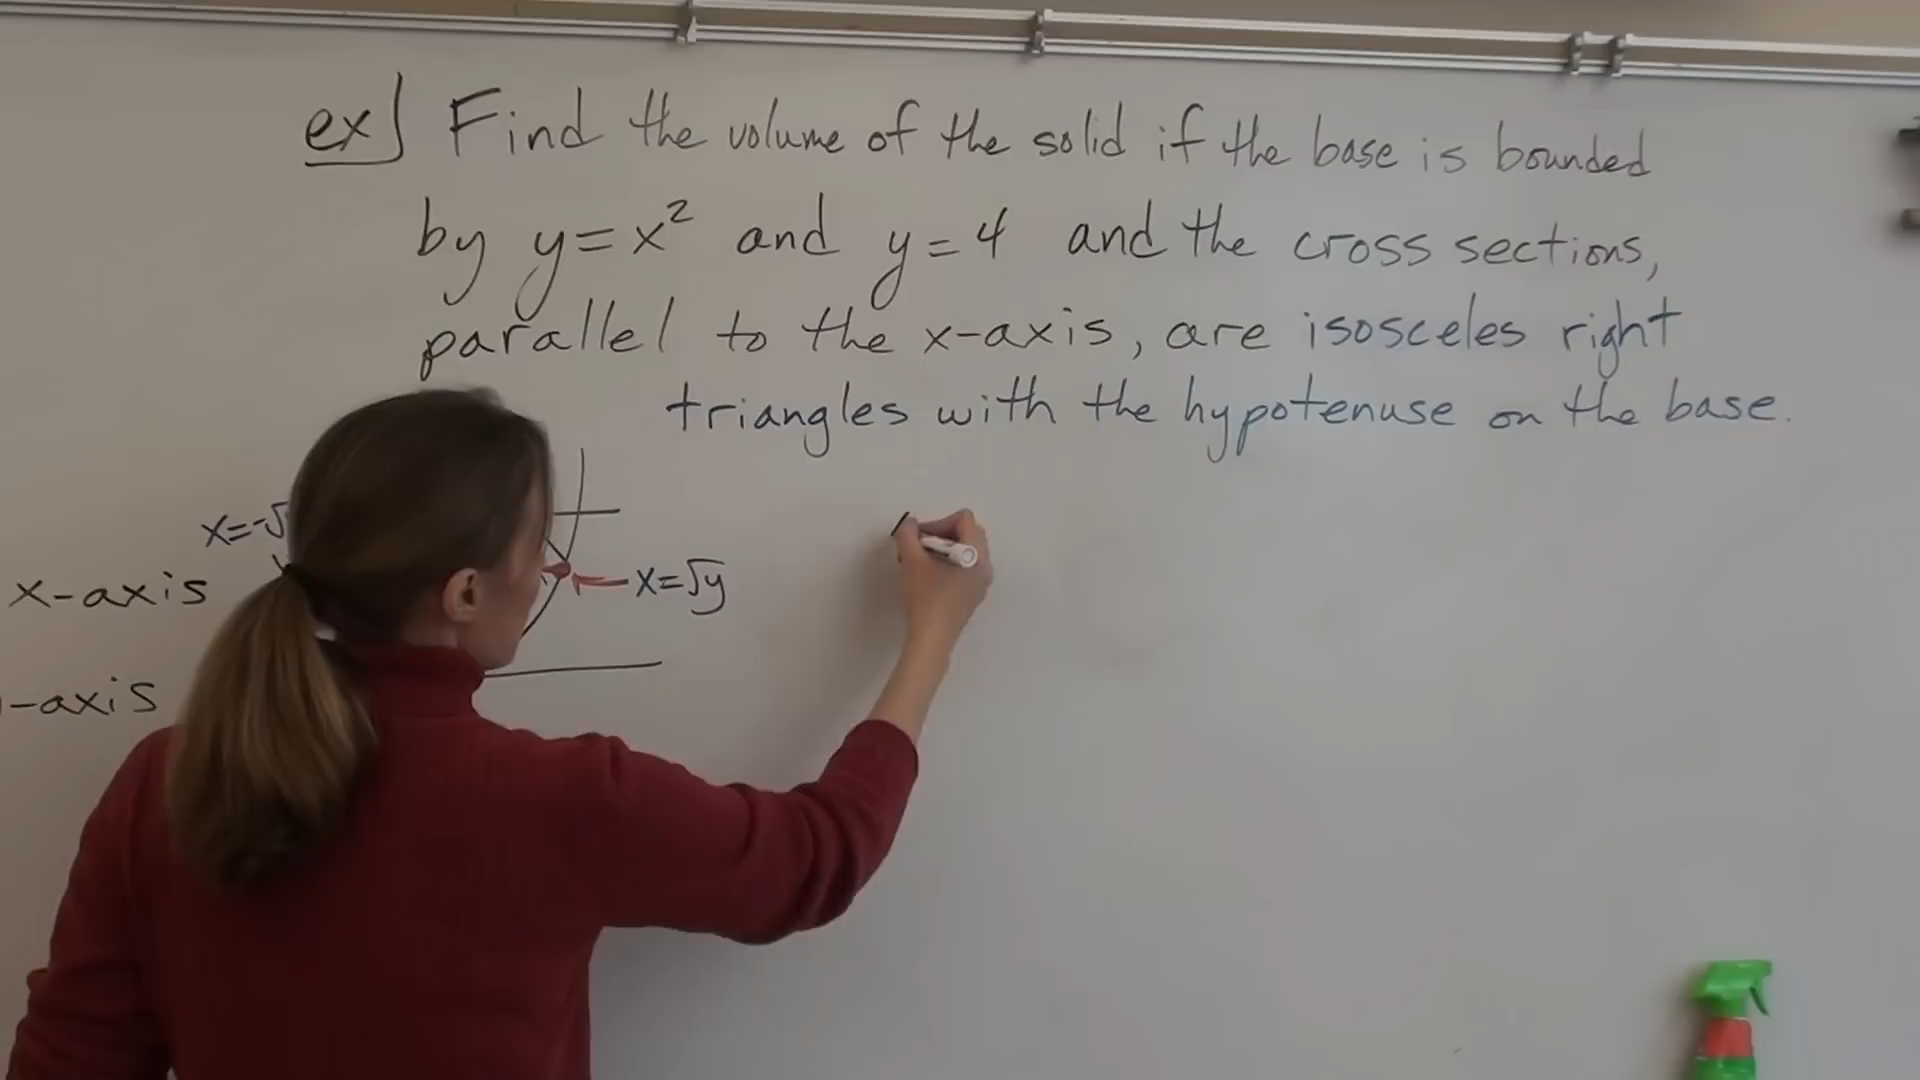 ex] Find the volume of the solid if the base is bounded
by y=x² and y=4 and the cross sections,
parallel to the x-axis, are isosceles right
triangles with the hypotenuse on the base.
x=-√
x=√y
x-axis
-axis